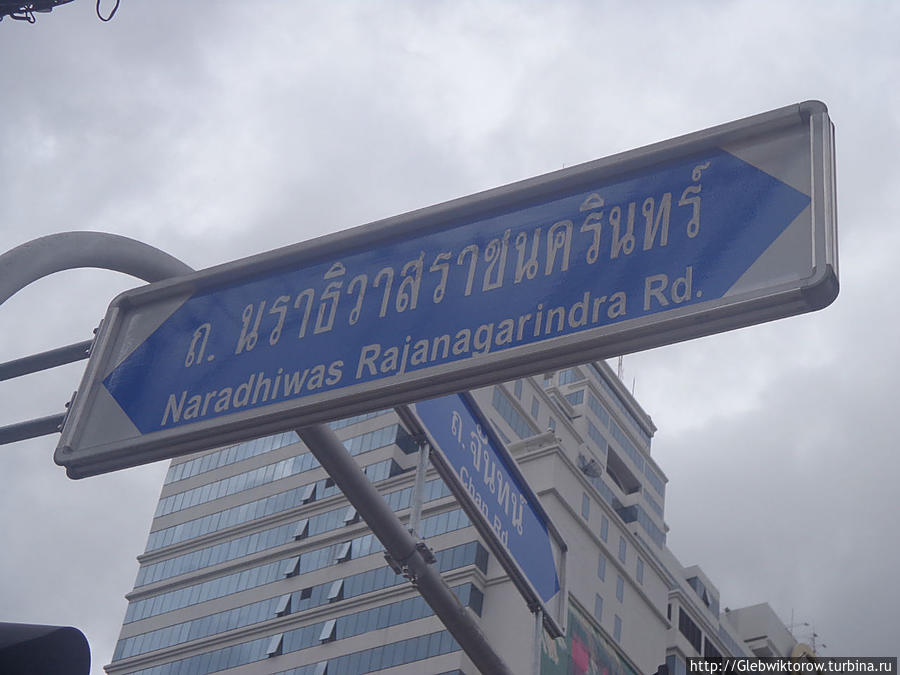 ถ. นราธิวาสราชนครินทร์
Naradhiwas Rajanagarindra Rd.
ถ.จันทน์
Chan Rd.
http://Glebwiktorow.turbina.ru